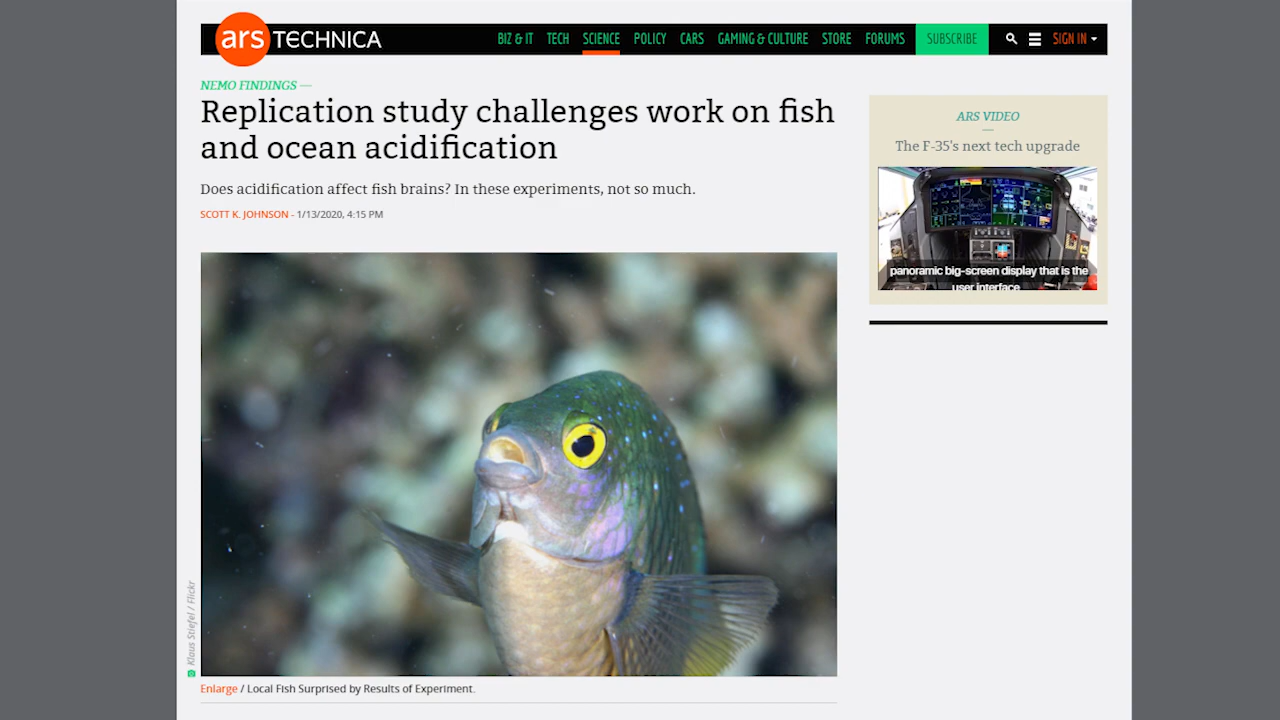 ars TECHNICA
BIZ & IT TECH SCIENCE POLICY CARS GAMING & CULTURE STORE FORUMS SUBSCRIBE SIGN IN
NEMO FINDINGS —
Replication study challenges work on fish
and ocean acidification
Does acidification affect fish brains? In these experiments, not so much.
SCOTT K. JOHNSON - 1/13/2020, 4:15 PM
Klaus Stiefel / Flickr
Enlarge / Local Fish Surprised by Results of Experiment.
ARS VIDEO
The F-35's next tech upgrade
panoramic big-screen display that is the
user interface